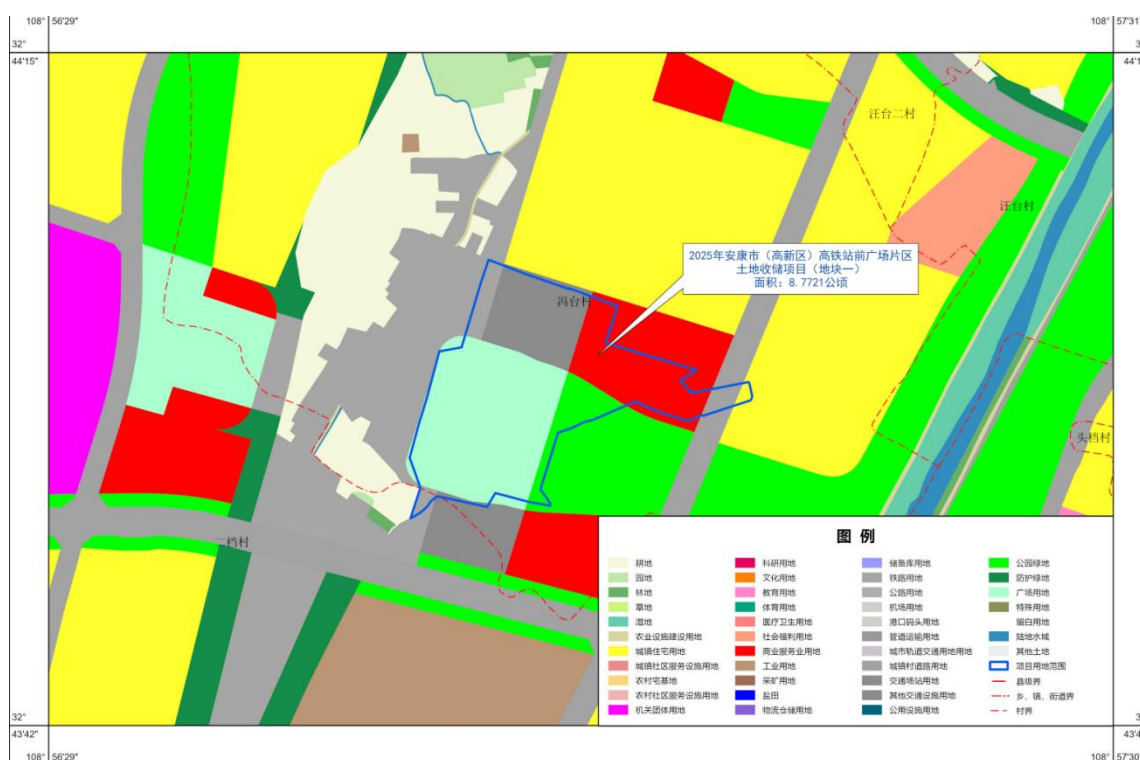 108° 56'29"
108° 57'31"
32°
44'15"
汪台二村
汪台村
2025年安康市（高新区）高铁站前广场片区
土地收储项目（地块一）
面积：8.7721公顷
冯台村
头档村
二档村
图 例
耕地
园地
林地
草地
湿地
农业设施建设用地
城镇住宅用地
城镇社区服务设施用地
农村宅基地
农村社区服务设施用地
机关团体用地
科研用地
文化用地
教育用地
体育用地
医疗卫生用地
社会福利用地
商业服务业用地
工业用地
采矿用地
盐田
物流仓储用地
储备库用地
铁路用地
公路用地
机场用地
港口码头用地
管道运输用地
城市轨道交通用地用地
城镇村道路用地
交通场站用地
其他交通设施用地
公用设施用地
公园绿地
防护绿地
广场用地
特殊用地
留白用地
陆地水域
其他土地
项目用地范围
县级界
乡、镇、街道界
村界
32°
43'42"
108° 56'29"
108° 57'30"